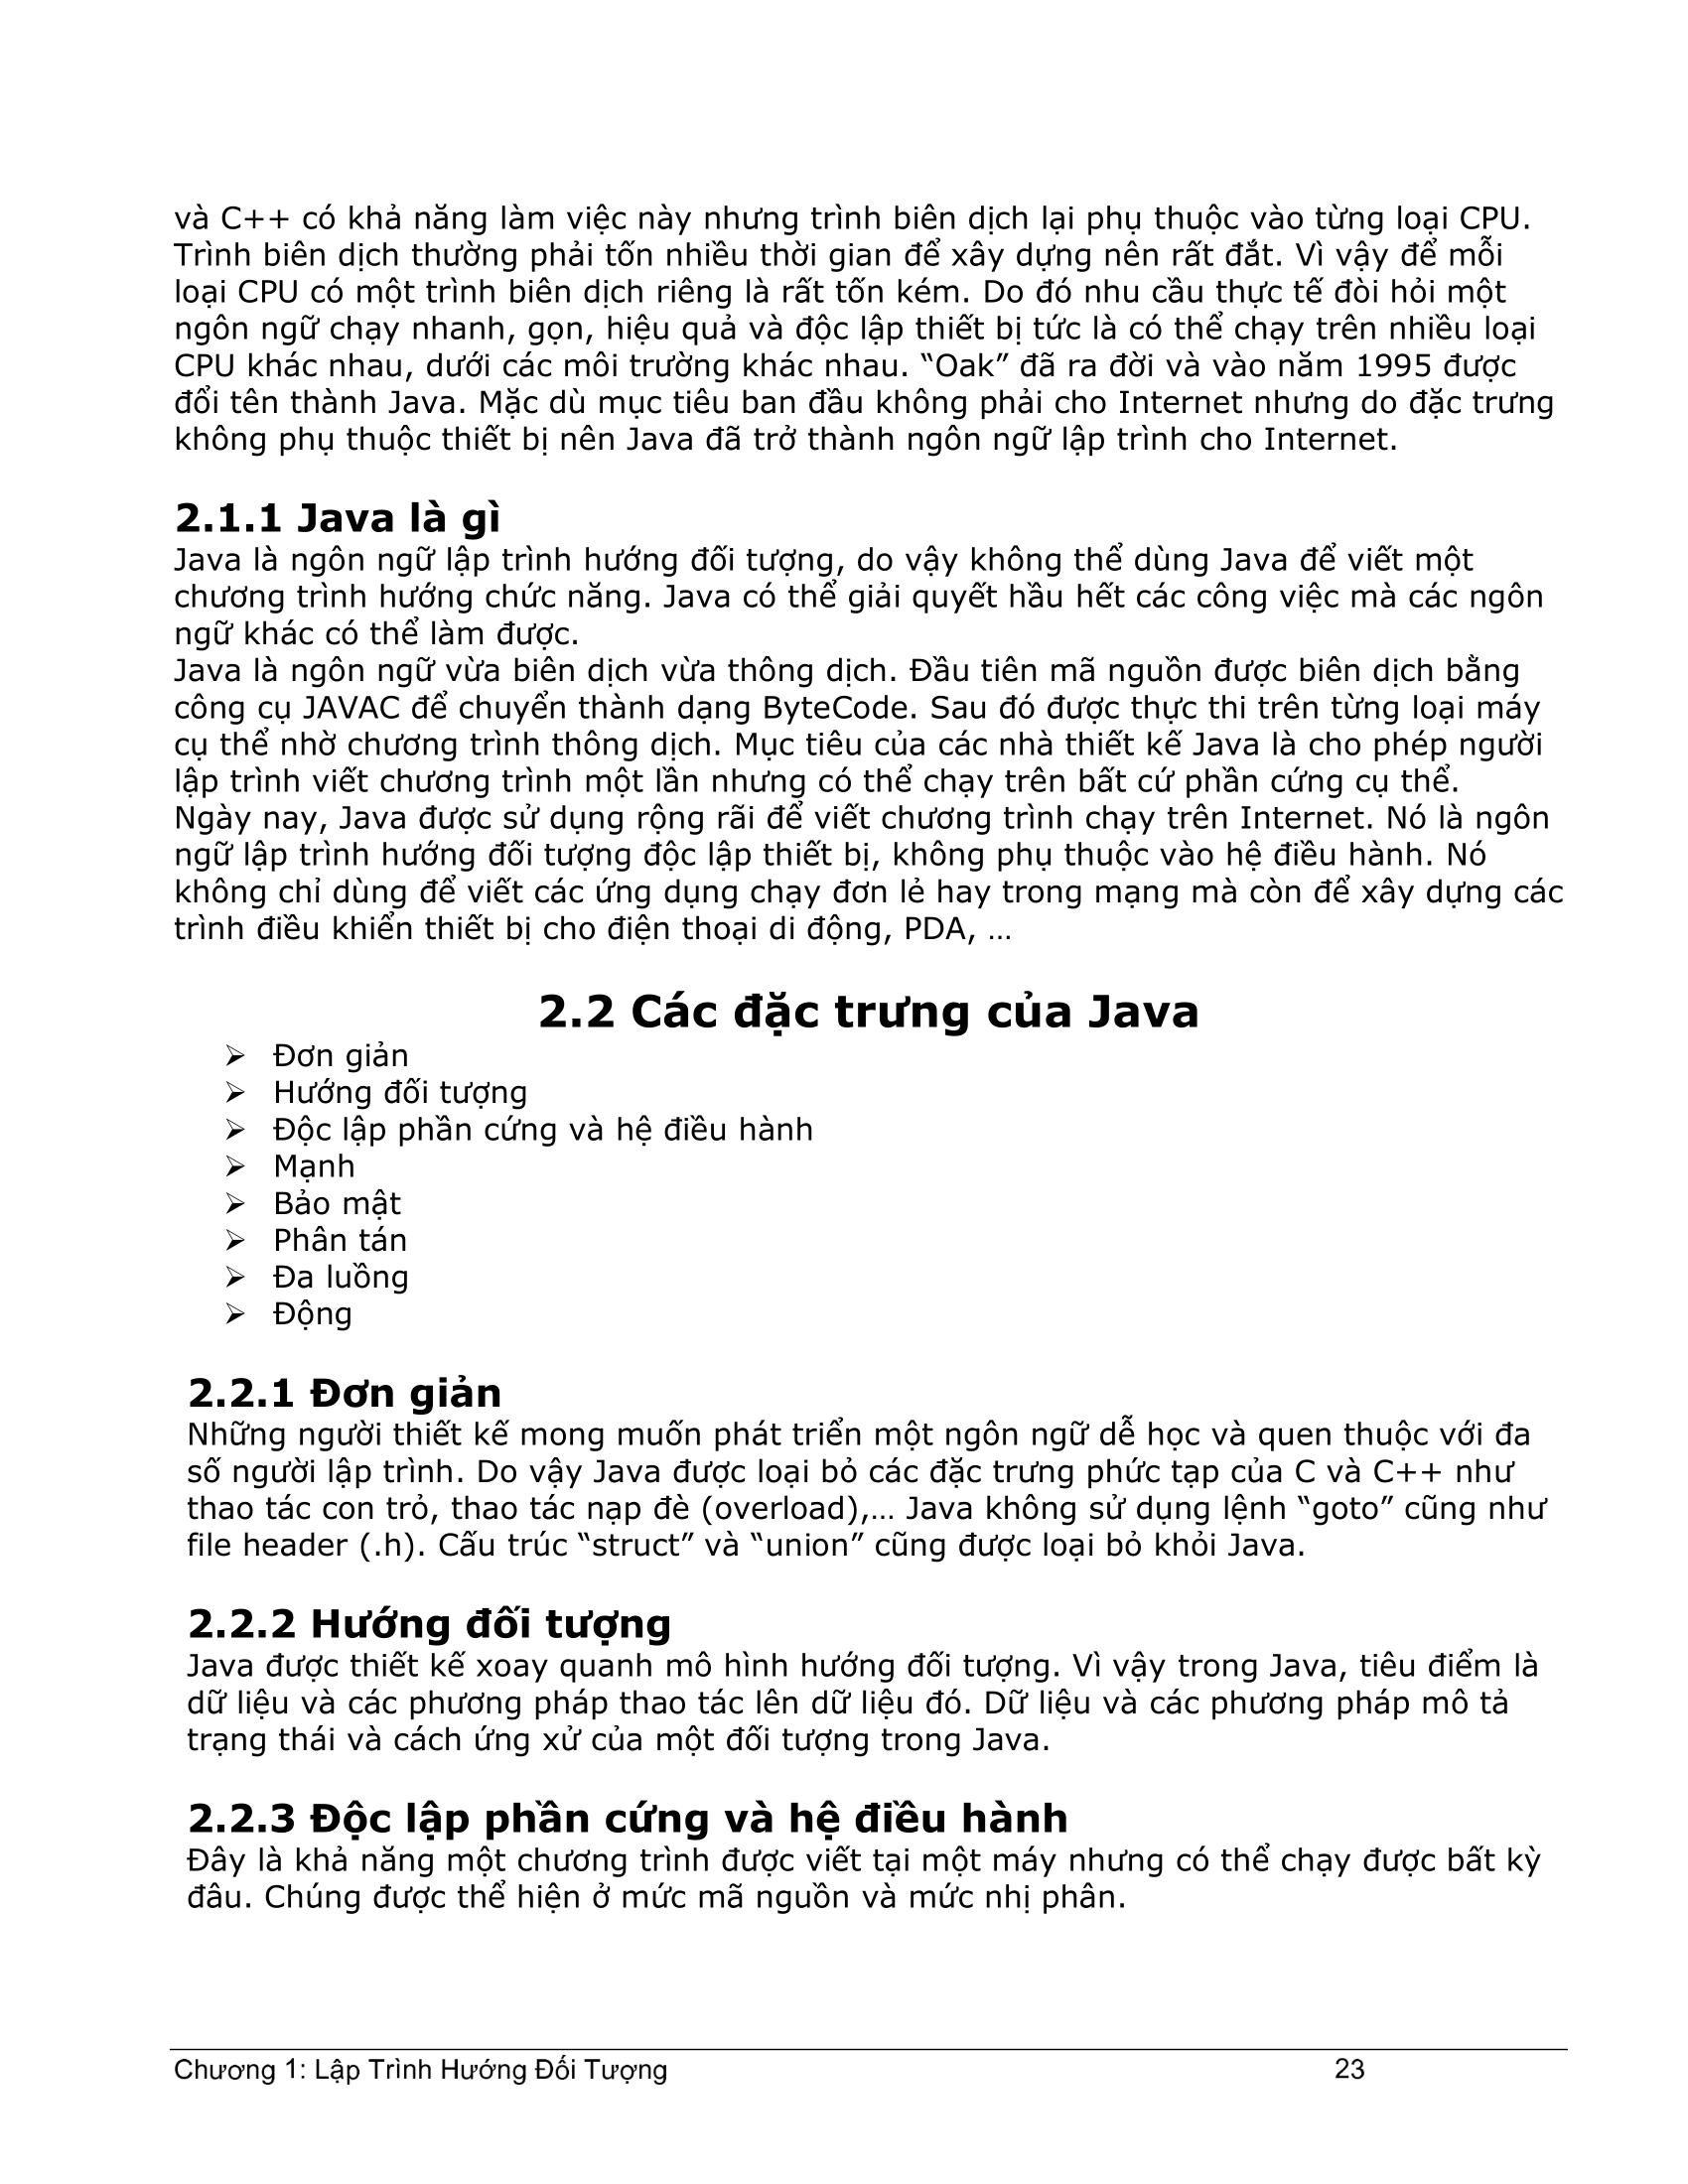 và C++ có khả năng làm việc này nhưng trình biên dịch lại phụ thuộc vào từng loại CPU.
Trình biên dịch thường phải tốn nhiều thời gian để xây dựng nên rất đắt. Vì vậy để mỗi
loại CPU có một trình biên dịch riêng là rất tốn kém. Do đó nhu cầu thực tế đòi hỏi một
ngôn ngữ chạy nhanh, gọn, hiệu quả và độc lập thiết bị tức là có thể chạy trên nhiều loại
CPU khác nhau, dưới các môi trường khác nhau. “Oak” đã ra đời và vào năm 1995 được
đổi tên thành Java. Mặc dù mục tiêu ban đầu không phải cho Internet nhưng do đặc trưng
không phụ thuộc thiết bị nên Java đã trở thành ngôn ngữ lập trình cho Internet.
2.1.1 Java là gì
Java là ngôn ngữ lập trình hướng đối tượng, do vậy không thể dùng Java để viết một
chương trình hướng chức năng. Java có thể giải quyết hầu hết các công việc mà các ngôn
ngữ khác có thể làm được.
Java là ngôn ngữ vừa biên dịch vừa thông dịch. Đầu tiên mã nguồn được biên dịch bằng
công cụ JAVAC để chuyển thành dạng ByteCode. Sau đó được thực thi trên từng loại máy
cụ thể nhờ chương trình thông dịch. Mục tiêu của các nhà thiết kế Java là cho phép người
lập trình viết chương trình một lần nhưng có thể chạy trên bất cứ phần cứng cụ thể.
Ngày nay, Java được sử dụng rộng rãi để viết chương trình chạy trên Internet. Nó là ngôn
ngữ lập trình hướng đối tượng độc lập thiết bị, không phụ thuộc vào hệ điều hành. Nó
không chỉ dùng để viết các ứng dụng chạy đơn lẻ hay trong mạng mà còn để xây dựng các
trình điều khiển thiết bị cho điện thoại di động, PDA, …
2.2 Các đặc trưng của Java
➢ Đơn giản
➢ Hướng đối tượng
➢ Độc lập phần cứng và hệ điều hành
➢ Mạnh
➢ Bảo mật
➢ Phân tán
➢ Đa luồng
➢ Động
2.2.1 Đơn giản
Những người thiết kế mong muốn phát triển một ngôn ngữ dễ học và quen thuộc với đa
số người lập trình. Do vậy Java được loại bỏ các đặc trưng phức tạp của C và C++ như
thao tác con trỏ, thao tác nạp đè (overload),… Java không sử dụng lệnh “goto” cũng như
file header (.h). Cấu trúc “struct” và “union” cũng được loại bỏ khỏi Java.
2.2.2 Hướng đối tượng
Java được thiết kế xoay quanh mô hình hướng đối tượng. Vì vậy trong Java, tiêu điểm là
dữ liệu và các phương pháp thao tác lên dữ liệu đó. Dữ liệu và các phương pháp mô tả
trạng thái và cách ứng xử của một đối tượng trong Java.
2.2.3 Độc lập phần cứng và hệ điều hành
Đây là khả năng một chương trình được viết tại một máy nhưng có thể chạy được bất kỳ
đâu. Chúng được thể hiện ở mức mã nguồn và mức nhị phân.
Chương 1: Lập Trình Hướng Đối Tượng 23